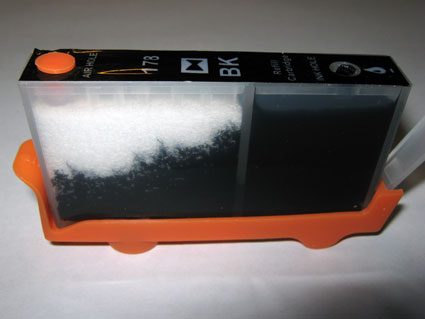 AIR HOLE
178
BK
Refill
Cartridge
INK HOLE